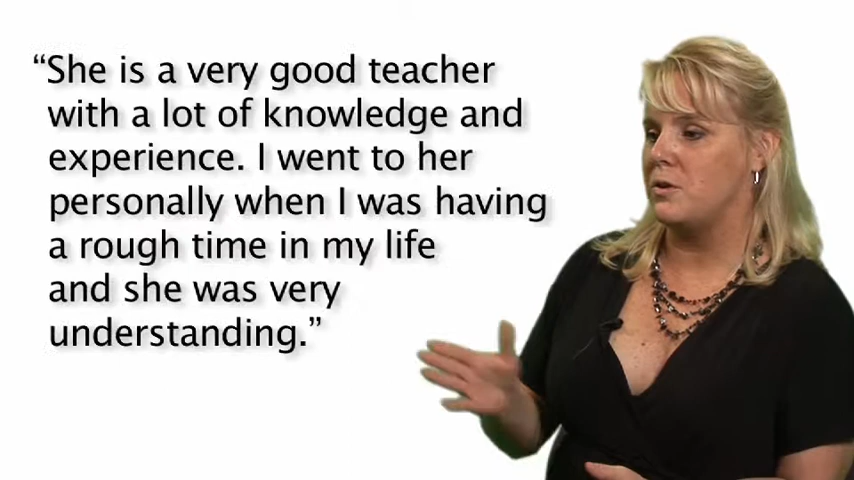 “She is a very good teacher
with a lot of knowledge and
experience. I went to her
personally when I was having
a rough time in my life
and she was very
understanding.”